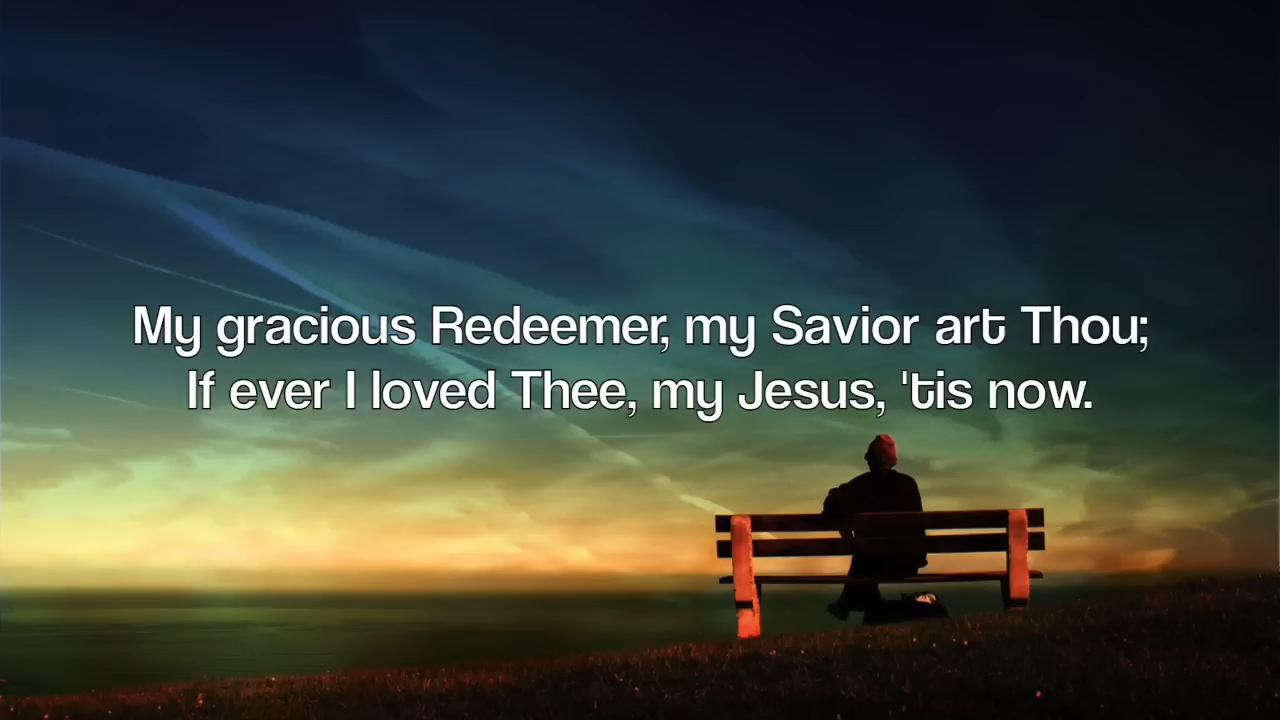 My gracious Redeemer, my Savior art Thou;
If ever I loved Thee, my Jesus, 'tis now.